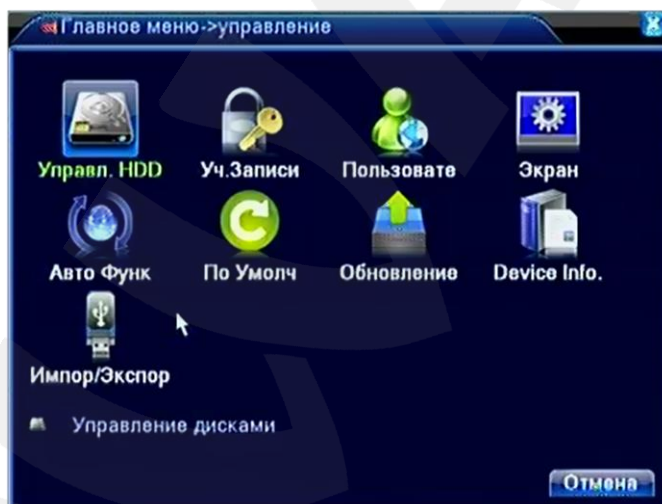 Главное меню->управление
Управл. HDD
Уч.Записи
Пользовате
Экран
Авто Функ
По Умолч
Обновление
Device Info.
Импор/Экспор
Управление дисками
Отмена